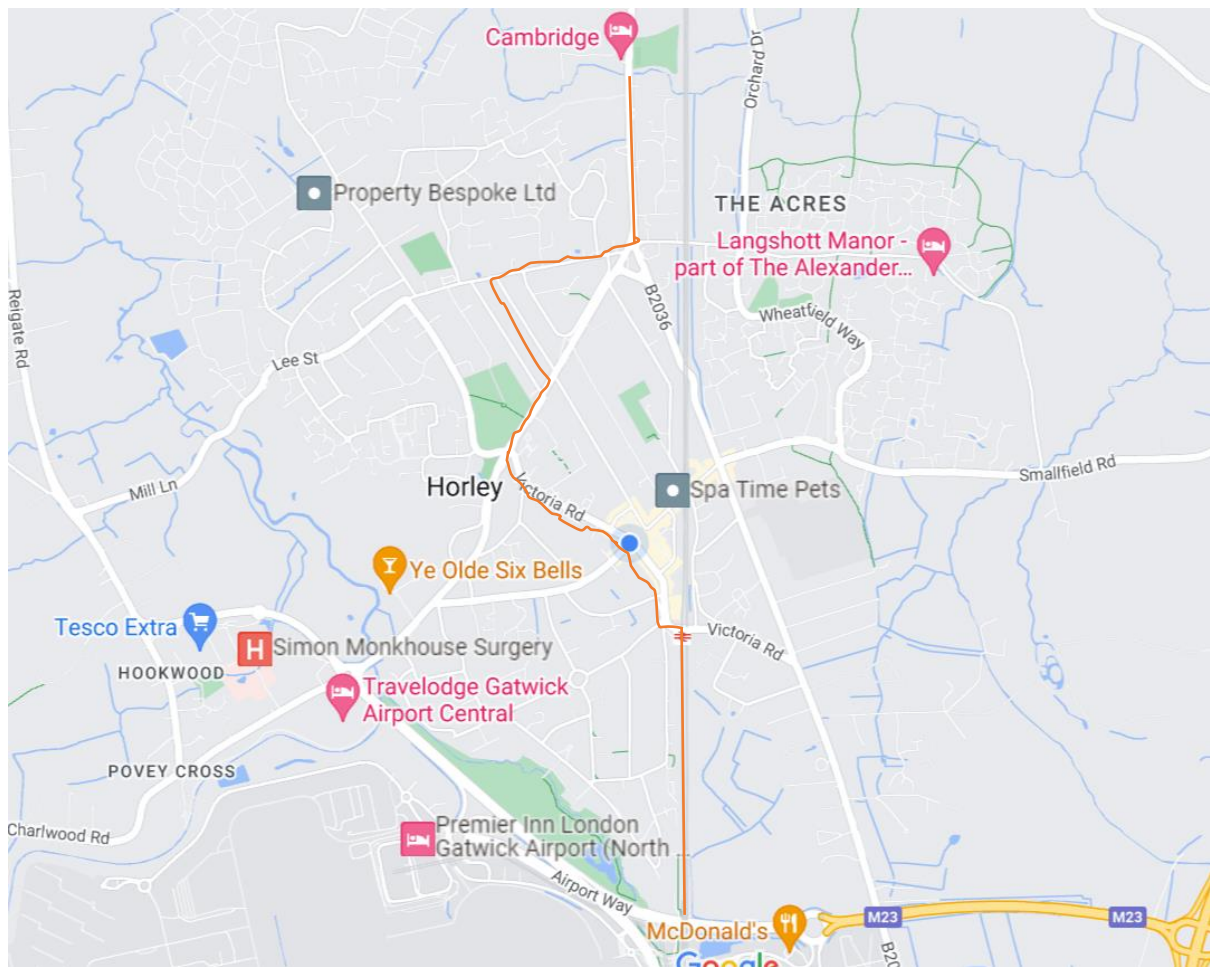 Cambridge
Orchard Dr
Property Bespoke Ltd
THE ACRES
Langshott Manor -
part of The Alexander...
B2036
Wheatfield Way
Reigate Rd
Lee St
Mill Ln
Horley
Victoria Rd
Spa Time Pets
Smallfield Rd
Ye Olde Six Bells
Tesco Extra
H
Simon Monkhouse Surgery
Victoria Rd
HOOKWOOD
Travelodge Gatwick
Airport Central
POVEY CROSS
Charlwood Rd
Premier Inn London
Gatwick Airport (North ...
Airport Way
M23
M23
McDonald's
B20
Google